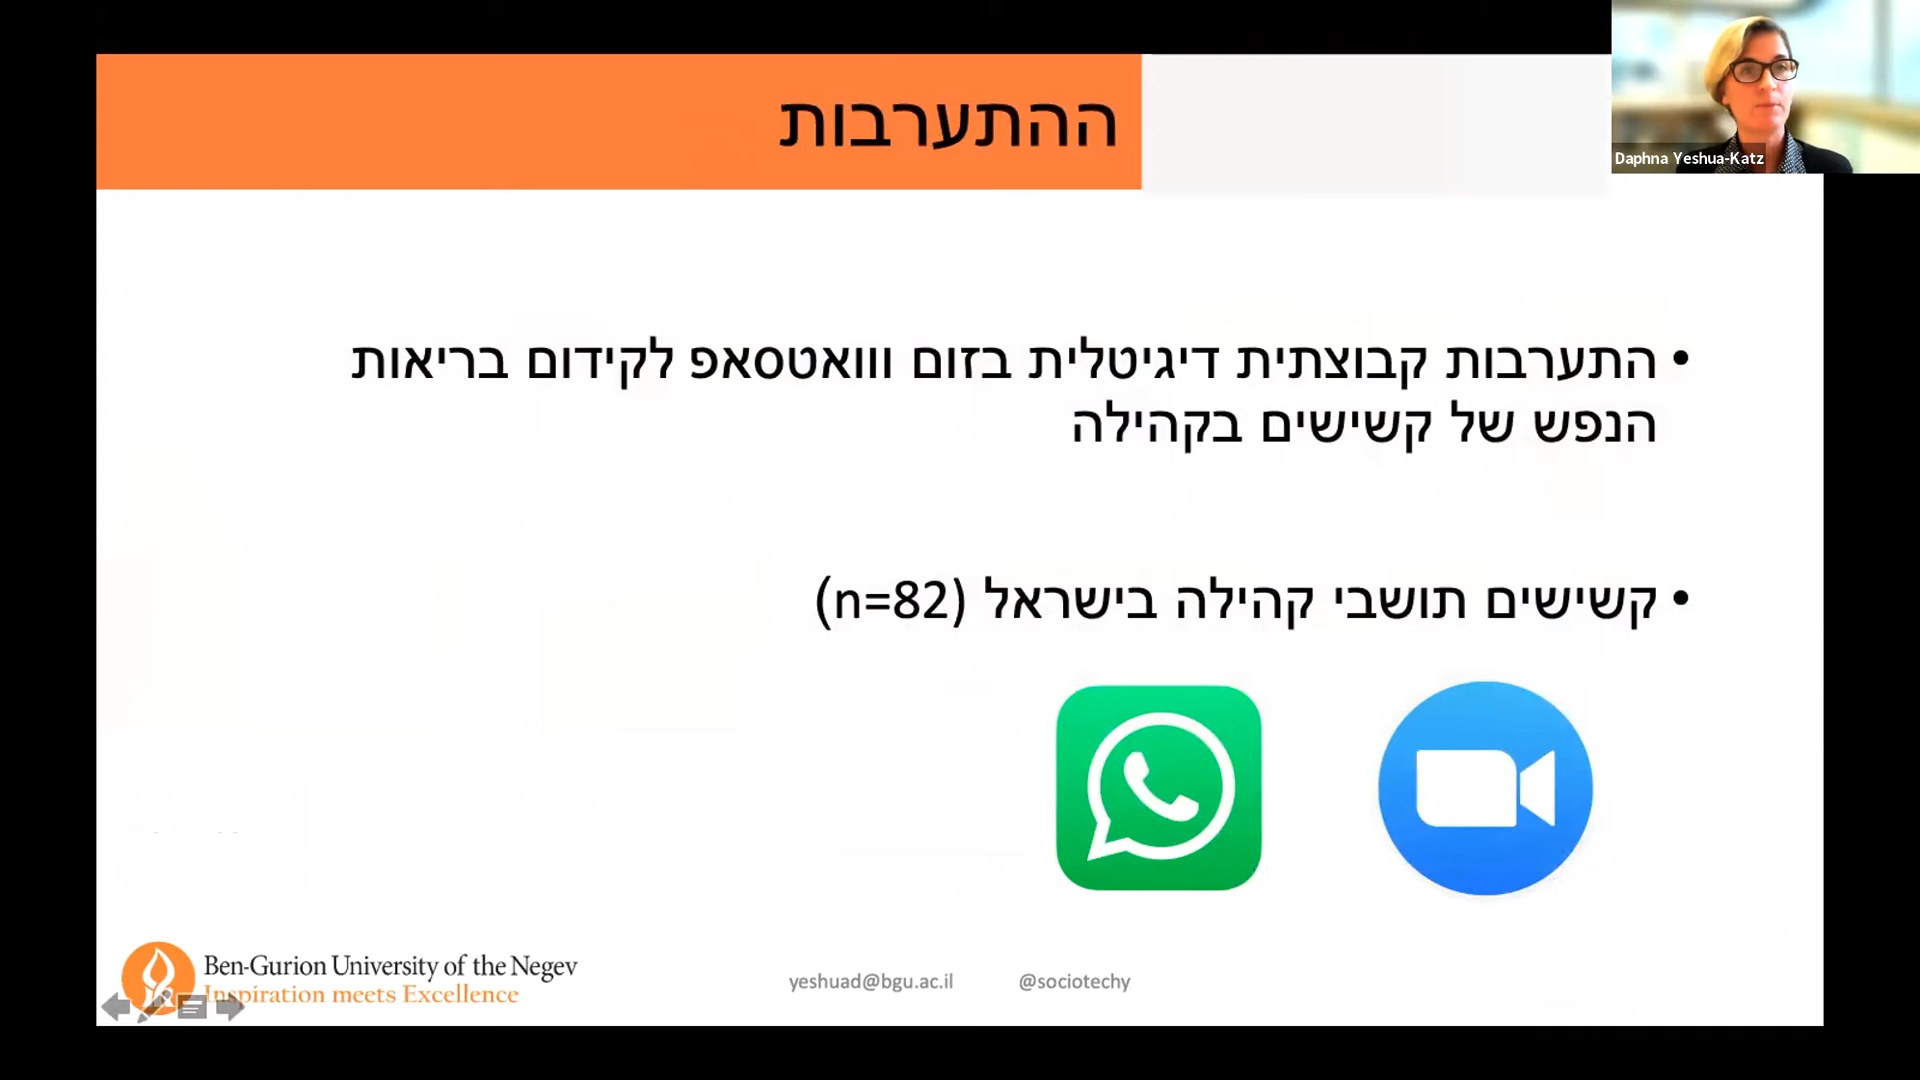 ההתערבות
Daphna Yeshua-Katz
• התערבות קבוצתית דיגיטלית בזום וווואטסאפ לקידום בריאות
הנפש של קשישים בקהילה
• קשישים תושבי קהילה בישראל (n=82)
Ben-Gurion University of the Negev
Inspiration meets Excellence
yeshuad@bgu.ac.il
@sociotechy